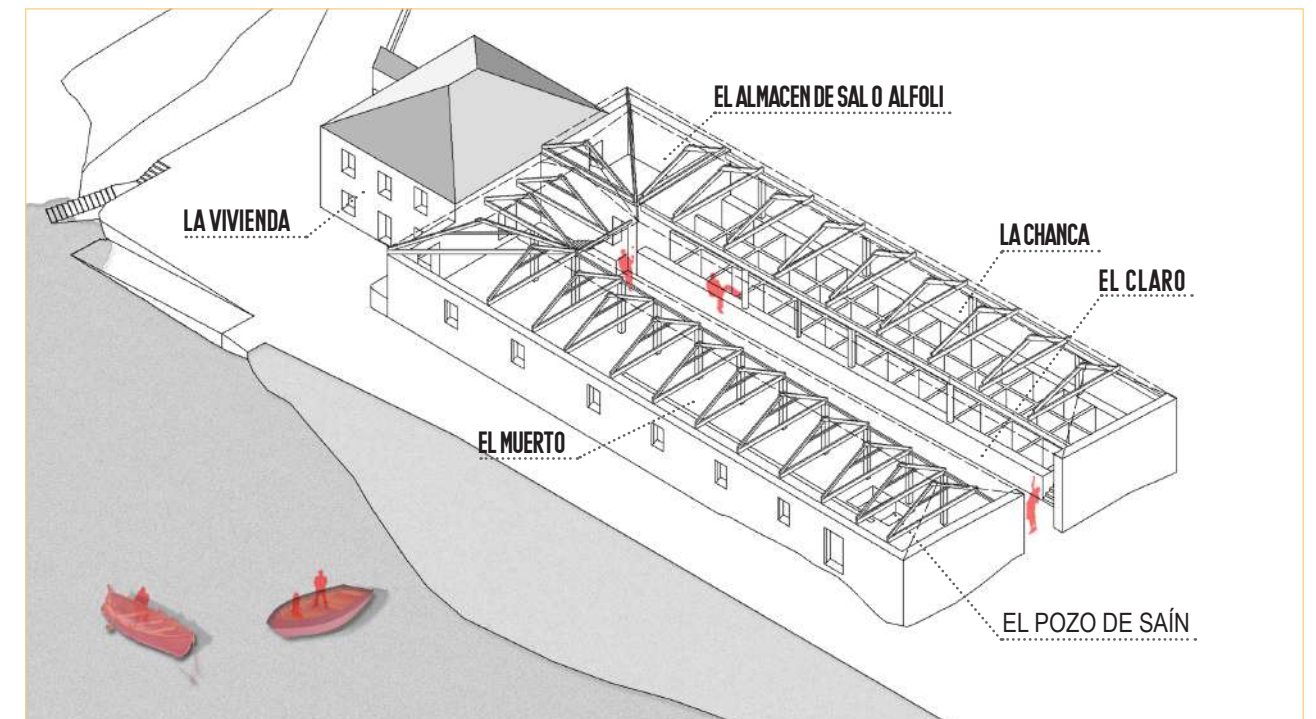 EL ALMACEN DE SAL O ALFOLI
LA VIVIENDA
LA CHANCA
EL CLARO
EL MUERTO
EL POZO DE SAÍN